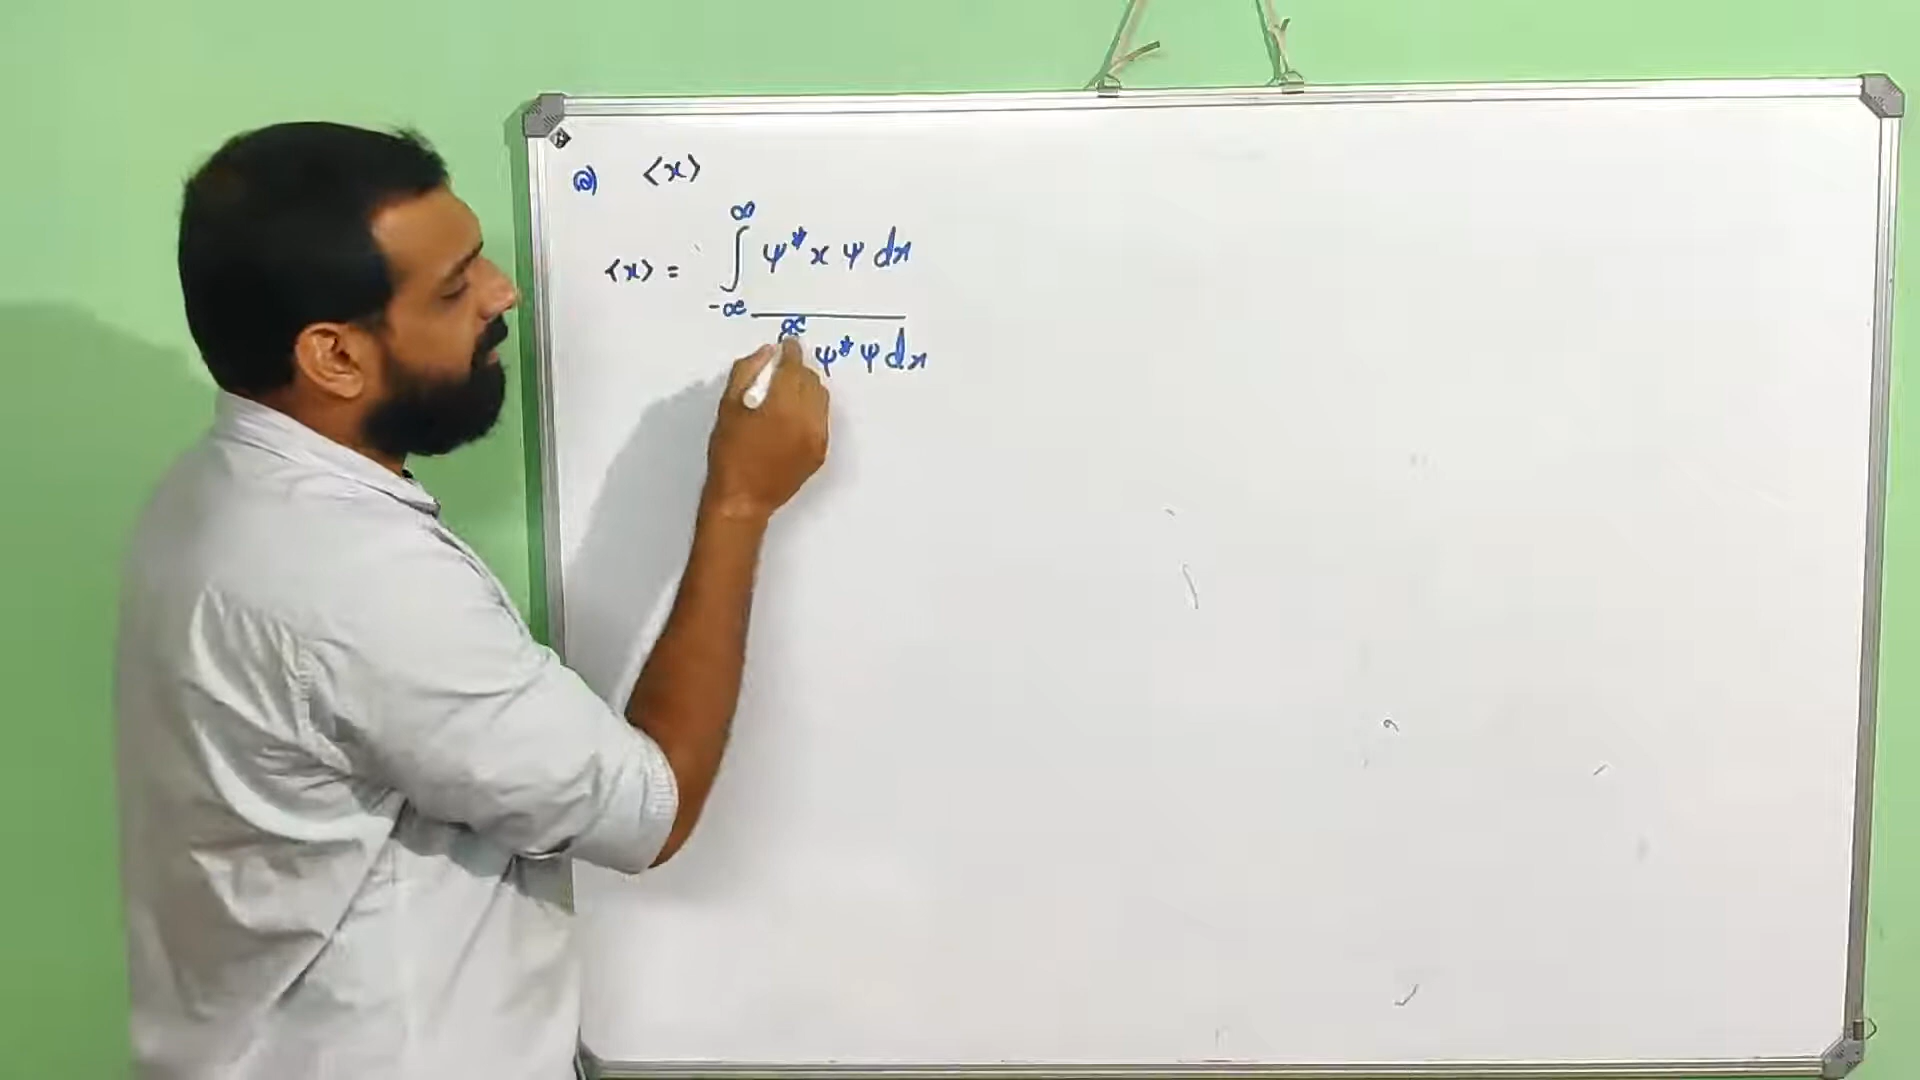 a) ⟨x⟩
∞
⟨x⟩ = ∫ ψ* x ψ dx
-∞
∞
ψ* ψ dx